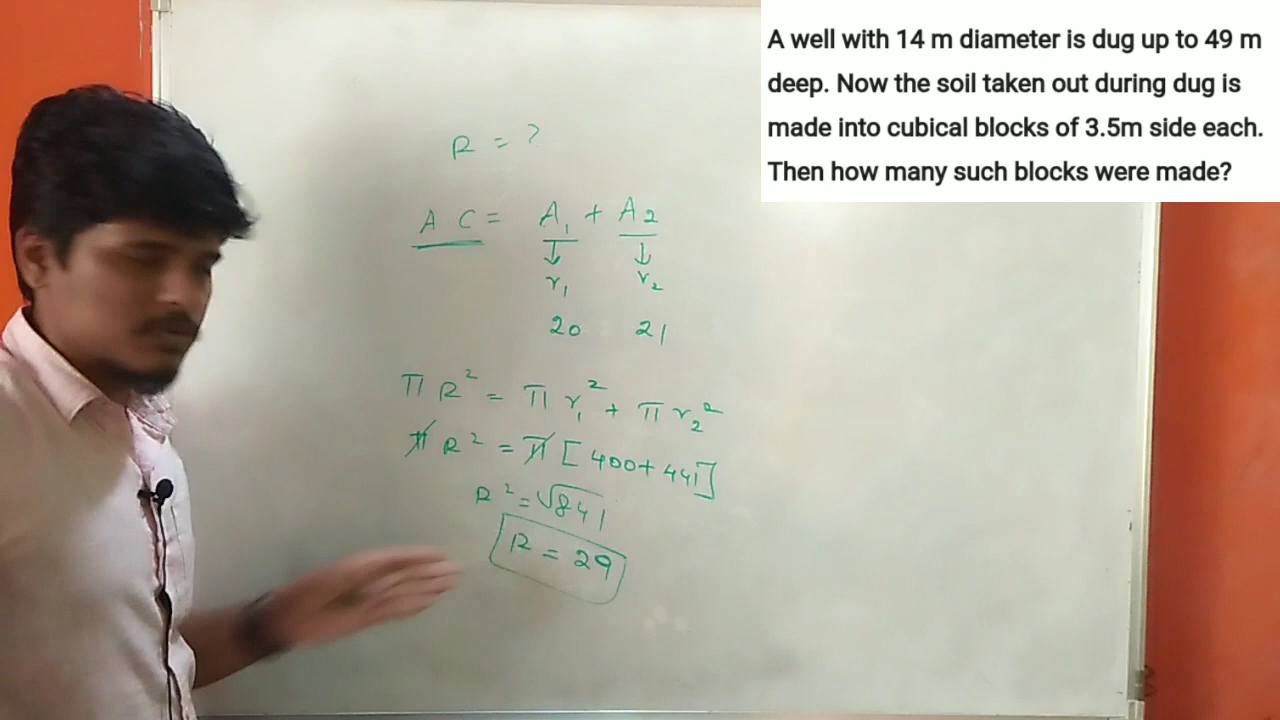 A well with 14 m diameter is dug up to 49 m
deep. Now the soil taken out during dug is
made into cubical blocks of 3.5m side each.
Then how many such blocks were made?
R = ?
A C = A₁ + A2
↓ ↓
r₁ r₂
20 21
π R² = π r₁² + π r₂²
π R² = π [400+441]
R² = √841
R = 29